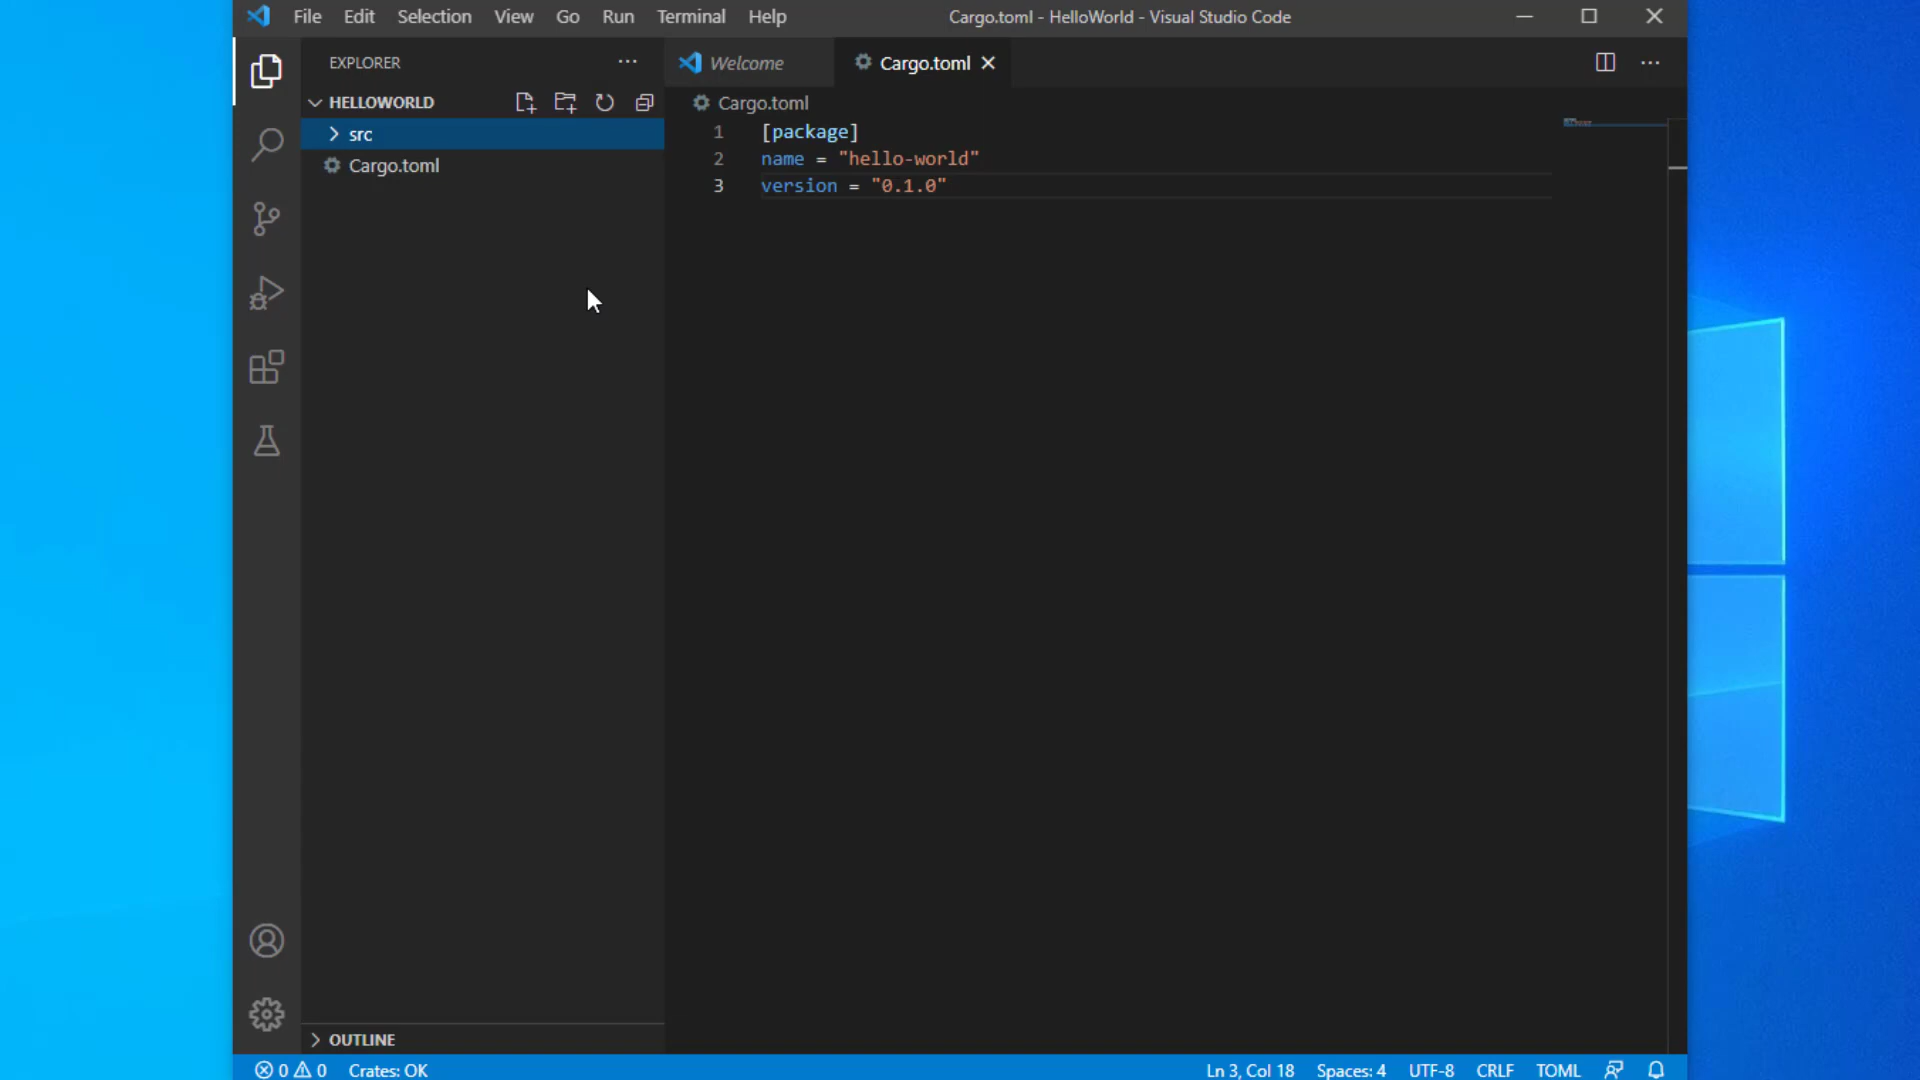 File Edit Selection View Go Run Terminal Help
Cargo.toml - HelloWorld - Visual Studio Code
EXPLORER
Welcome
Cargo.toml
HELLOWORLD
Cargo.toml
src
Cargo.toml
1 [package]
2 name = "hello-world"
3 version = "0.1.0"
OUTLINE
0 0 Crates: OK
Ln 3, Col 18 Spaces: 4 UTF-8 CRLF TOML